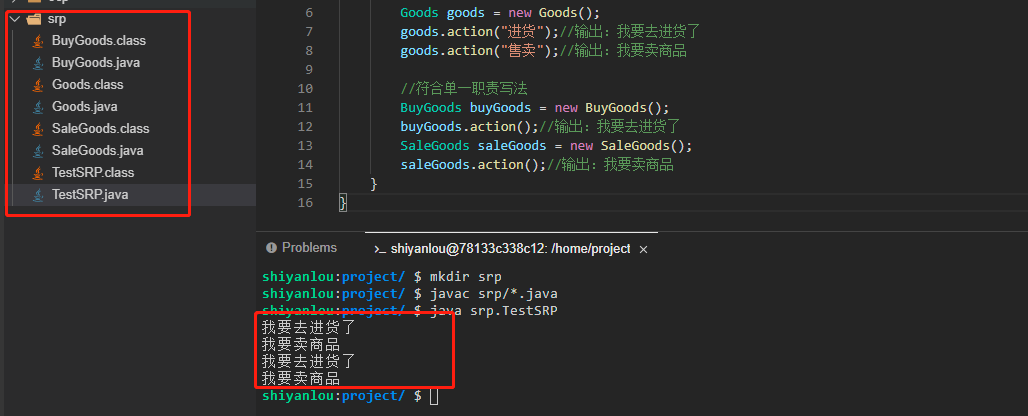 srp
BuyGoods.class
BuyGoods.java
Goods.class
Goods.java
SaleGoods.class
SaleGoods.java
TestSRP.class
TestSRP.java
6 Goods goods = new Goods();
7 goods.action("进货");//输出：我要去进货了
8 goods.action("售卖");//输出：我要卖商品
9
10 //符合单一职责写法
11 BuyGoods buyGoods = new BuyGoods();
12 buyGoods.action();//输出：我要去进货了
13 SaleGoods saleGoods = new SaleGoods();
14 saleGoods.action();//输出：我要卖商品
15 }
16 }
Problems >_ shiyanlou@78133c338c12: /home/project ×
shiyanlou:project/ $ mkdir srp
shiyanlou:project/ $ javac srp/*.java
shiyanlou:project/ $ java srp.TestSRP
我要去进货了
我要卖商品
我要去进货了
我要卖商品
shiyanlou:project/ $